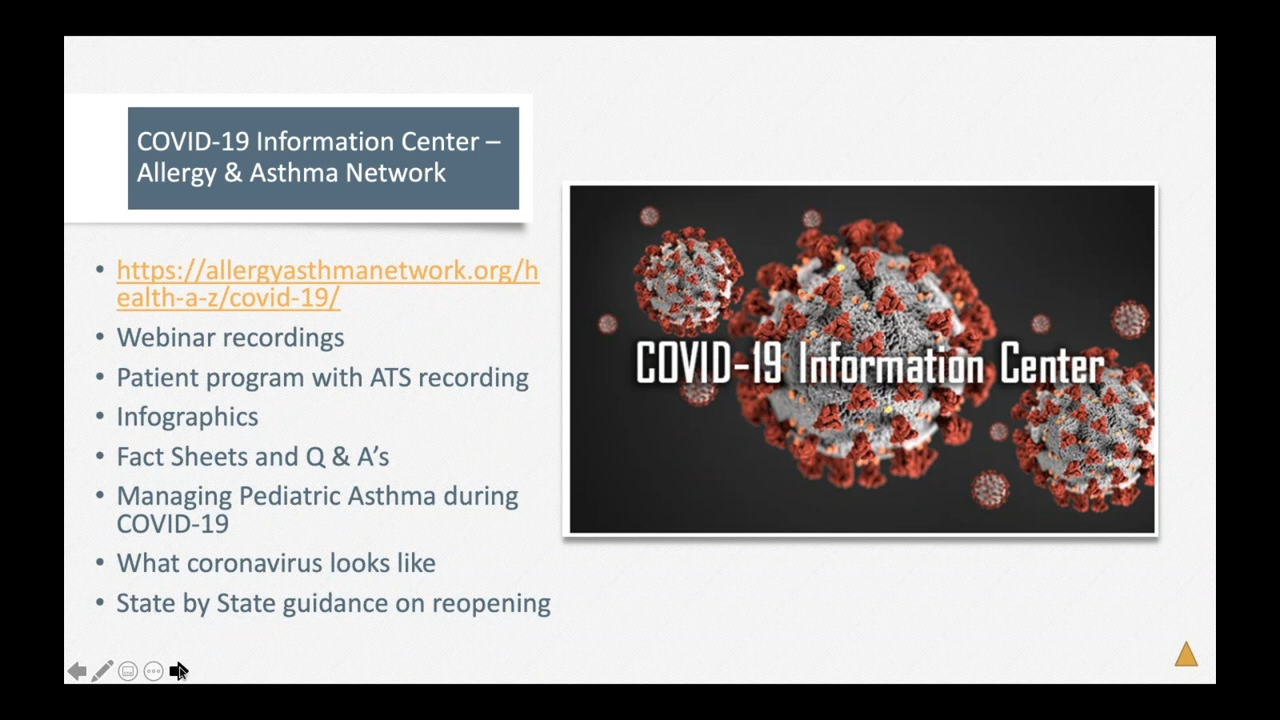 COVID-19 Information Center –
Allergy & Asthma Network
• https://allergyasthmanetwork.org/h
ealth-a-z/covid-19/
• Webinar recordings
• Patient program with ATS recording
• Infographics
• Fact Sheets and Q & A’s
• Managing Pediatric Asthma during
COVID-19
• What coronavirus looks like
• State by State guidance on reopening
COVID-19 Information Center